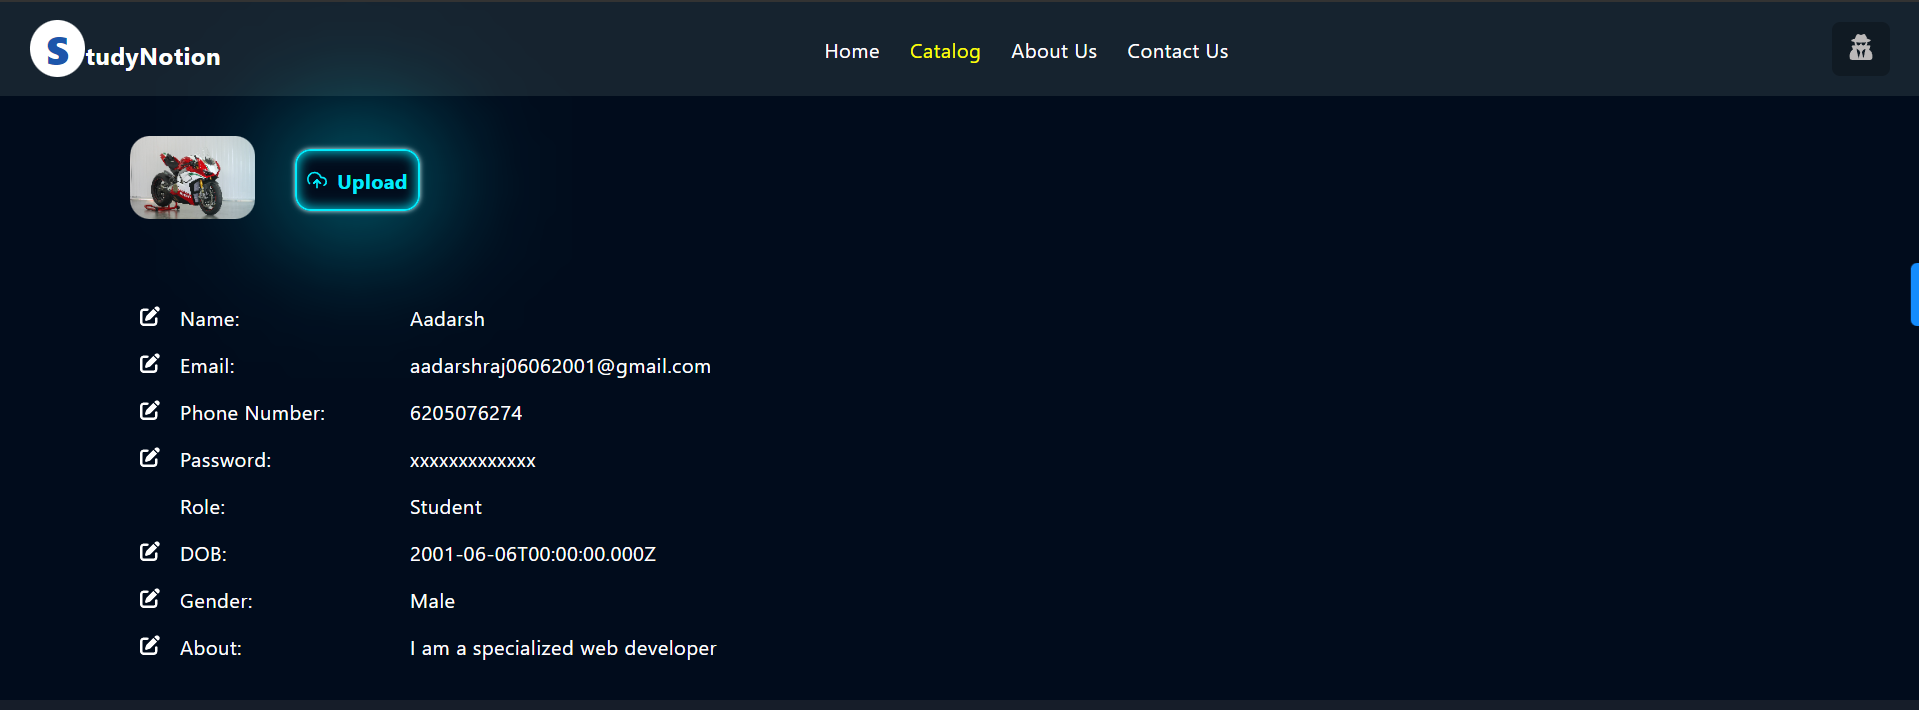 StudyNotion
Home Catalog About Us Contact Us
Upload
Name: Aadarsh
Email: aadarshraj06062001@gmail.com
Phone Number: 6205076274
Password: xxxxxxxxxxxxx
Role: Student
DOB: 2001-06-06T00:00:00.000Z
Gender: Male
About: I am a specialized web developer